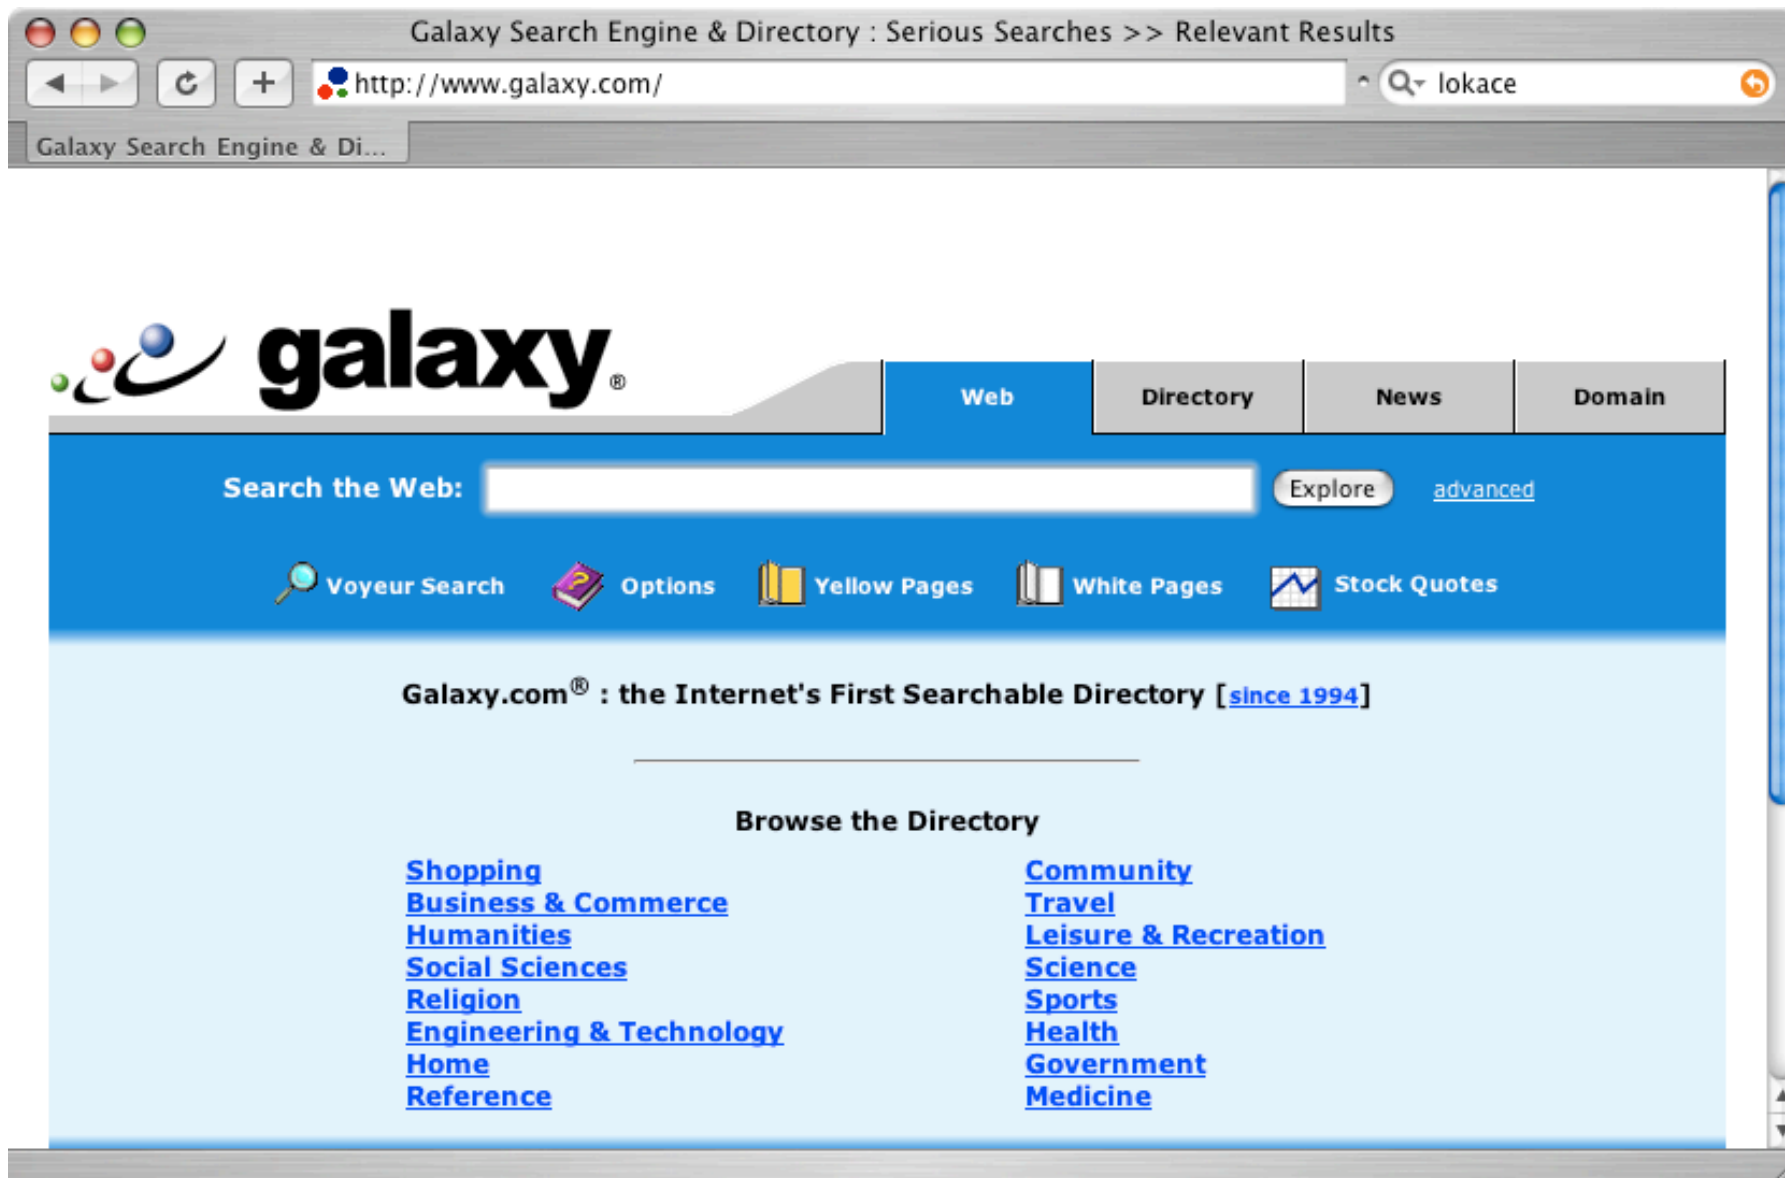 Galaxy Search Engine & Directory : Serious Searches >> Relevant Results
http://www.galaxy.com/ lokace
Galaxy Search Engine & Di...
galaxy®
Web Directory News Domain
Search the Web: Explore advanced
Voyeur Search Options Yellow Pages White Pages Stock Quotes
Galaxy.com® : the Internet's First Searchable Directory [since 1994]
Browse the Directory
Shopping
Business & Commerce
Humanities
Social Sciences
Religion
Engineering & Technology
Home
Reference
Community
Travel
Leisure & Recreation
Science
Sports
Health
Government
Medicine